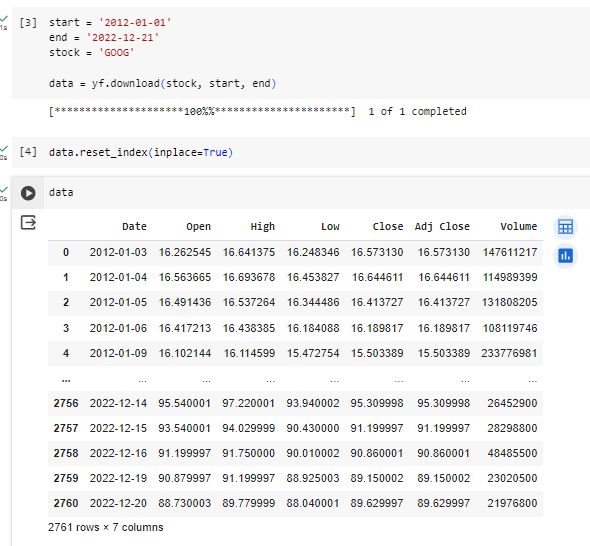 [3] start = '2012-01-01'
1s
end = '2022-12-21'
stock = 'GOOG'
data = yf.download(stock, start, end)
[*********************100%%**********************] 1 of 1 completed
[4] data.reset_index(inplace=True)
0s
data
0s
Date Open High Low Close Adj Close Volume
0 2012-01-03 16.262545 16.641375 16.248346 16.573130 16.573130 147611217
1 2012-01-04 16.563665 16.693678 16.453827 16.644611 16.644611 114989399
2 2012-01-05 16.491436 16.537264 16.344486 16.413727 16.413727 131808205
3 2012-01-06 16.417213 16.438385 16.184088 16.189817 16.189817 108119746
4 2012-01-09 16.102144 16.114599 15.472754 15.503389 15.503389 233776981
... ... ... ... ... ... ... ...
2756 2022-12-14 95.540001 97.220001 93.940002 95.309998 95.309998 26452900
2757 2022-12-15 93.540001 94.029999 90.430000 91.199997 91.199997 28298800
2758 2022-12-16 91.199997 91.750000 90.010002 90.860001 90.860001 48485500
2759 2022-12-19 90.879997 91.199997 88.925003 89.150002 89.150002 23020500
2760 2022-12-20 88.730003 89.779999 88.040001 89.629997 89.629997 21976800
2761 rows × 7 columns